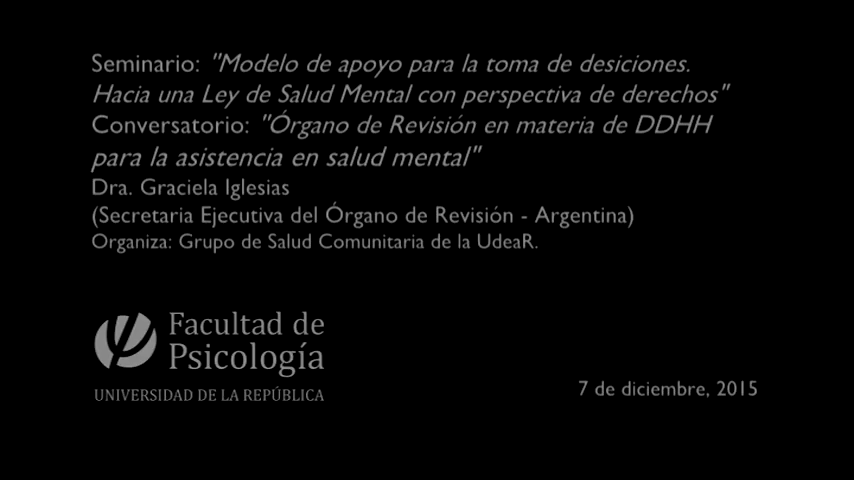 Seminario: "Modelo de apoyo para la toma de desiciones.
Hacia una Ley de Salud Mental con perspectiva de derechos"
Conversatorio: "Órgano de Revisión en materia de DDHH
para la asistencia en salud mental"
Dra. Graciela Iglesias
(Secretaria Ejecutiva del Órgano de Revisión - Argentina)
Organiza: Grupo de Salud Comunitaria de la UdeaR.
Facultad de
Psicología
UNIVERSIDAD DE LA REPÚBLICA
7 de diciembre, 2015